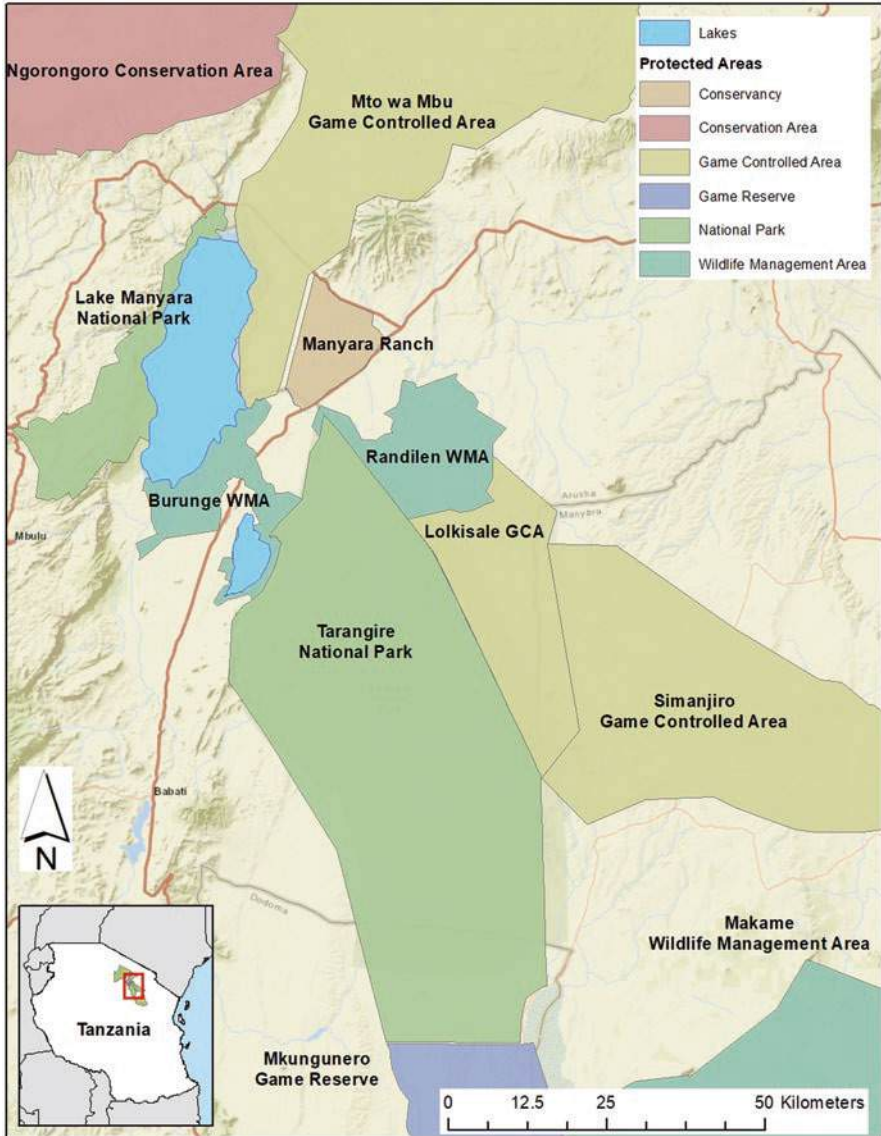 Ngorongoro Conservation Area
Mto wa Mbu
Game Controlled Area
Lakes
Protected Areas
Conservancy
Conservation Area
Game Controlled Area
Game Reserve
National Park
Wildlife Management Area
Lake Manyara
National Park
Manyara Ranch
Randilen WMA
Burunge WMA
Arusha
Manyara
Lolkisale GCA
Mbulu
Tarangire
National Park
Simanjiro
Game Controlled Area
Babati
N
Dodoma
Makame
Wildlife Management Area
Tanzania
Mkungunero
Game Reserve
0 12.5 25 50 Kilometers